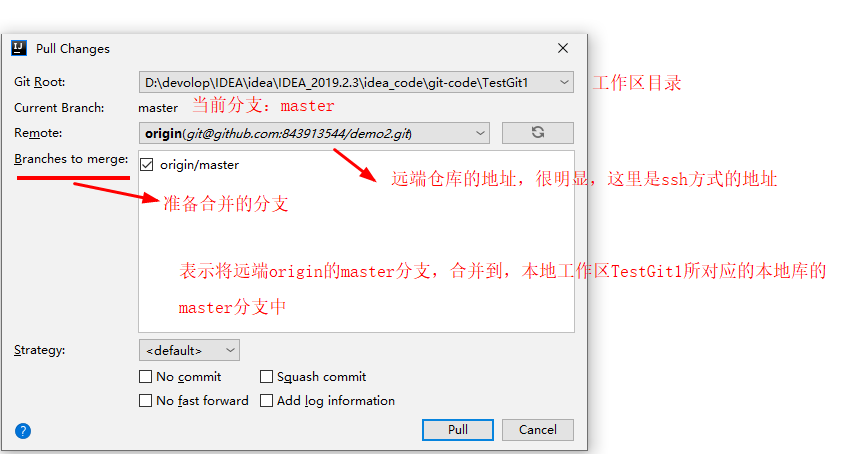 IJ Pull Changes
Git Root: D:\devolop\IDEA\idea\IDEA_2019.2.3\idea_code\git-code\TestGit1 工作区目录
Current Branch: master 当前分支：master
Remote: origin(git@github.com:843913544/demo2.git)
Branches to merge: origin/master
远端仓库的地址，很明显，这里是ssh方式的地址
准备合并的分支
表示将远端origin的master分支，合并到，本地工作区TestGit1所对应的本地库的
master分支中
Strategy: <default>
No commit Squash commit
No fast forward Add log information
? Pull Cancel